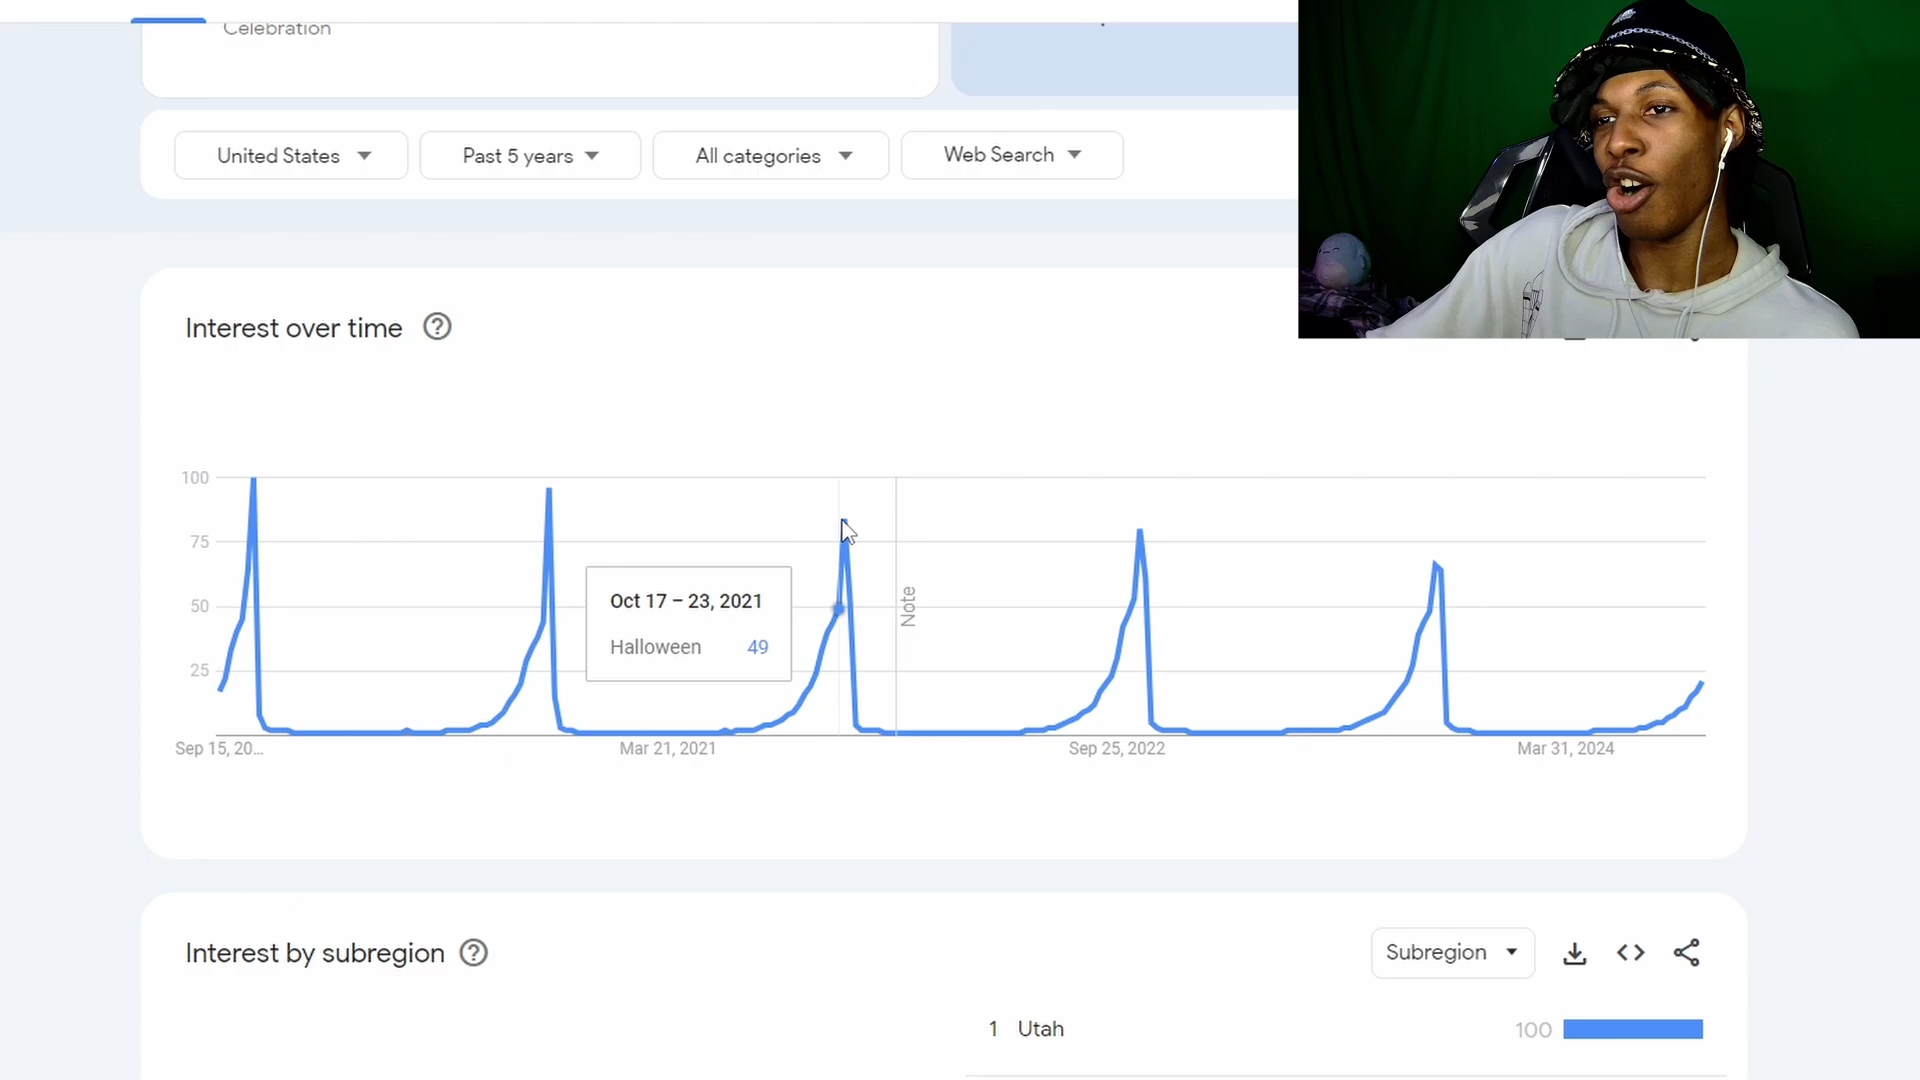 Celebration
United States
Past 5 years
All categories
Web Search
Interest over time
100
75
50
25
Oct 17 – 23, 2021
Halloween 49
Note
Sep 15, 20...
Mar 21, 2021
Sep 25, 2022
Mar 31, 2024
Interest by subregion
Subregion
1 Utah 100